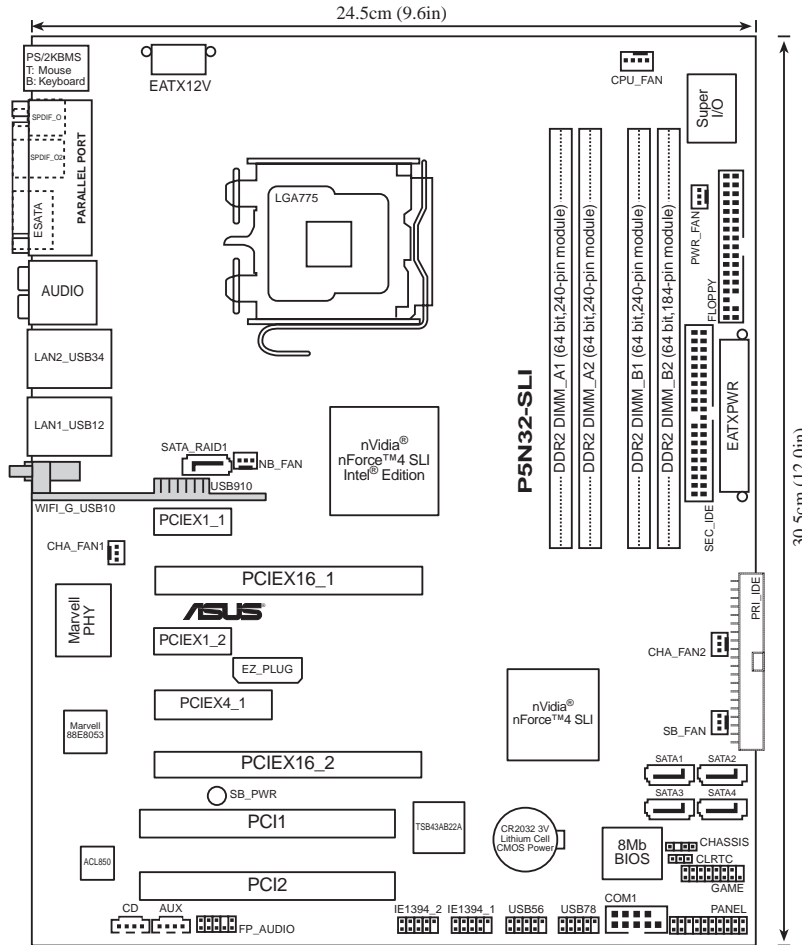 24.5cm (9.6in)
PS/2KBMS
T: Mouse
B: Keyboard
EATX12V
CPU_FAN
Super
I/O
SPDIF_O
SPDIF_O2
ESATA
PARALLEL PORT
LGA775
PWR_FAN
FLOPPY
AUDIO
LAN2_USB34
LAN1_USB12
DDR2 DIMM_A1 (64 bit,240-pin module)
DDR2 DIMM_A2 (64 bit,240-pin module)
DDR2 DIMM_B1 (64 bit,240-pin module)
DDR2 DIMM_B2 (64 bit,184-pin module)
P5N32-SLI
EATXPWR
SEC_IDE
30.5cm (12.0in)
SATA_RAID1
NB_FAN
nVidia®
nForce™4 SLI
Intel® Edition
USB910
WIFI_G_USB10
PCIEX1_1
CHA_FAN1
PCIEX16_1
PRI_IDE
Marvell
PHY
ASUS
PCIEX1_2
EZ_PLUG
CHA_FAN2
PCIEX4_1
nVidia®
nForce™4 SLI
Marvell
88E8053
SB_FAN
PCIEX16_2
SATA1
SATA2
SB_PWR
SATA3
SATA4
PCI1
TSB43AB22A
CR2032 3V
Lithium Cell
CMOS Power
8Mb
BIOS
CHASSIS
CLRTC
GAME
ACL850
PCI2
CD
AUX
FP_AUDIO
IE1394_2
IE1394_1
USB56
USB78
COM1
PANEL